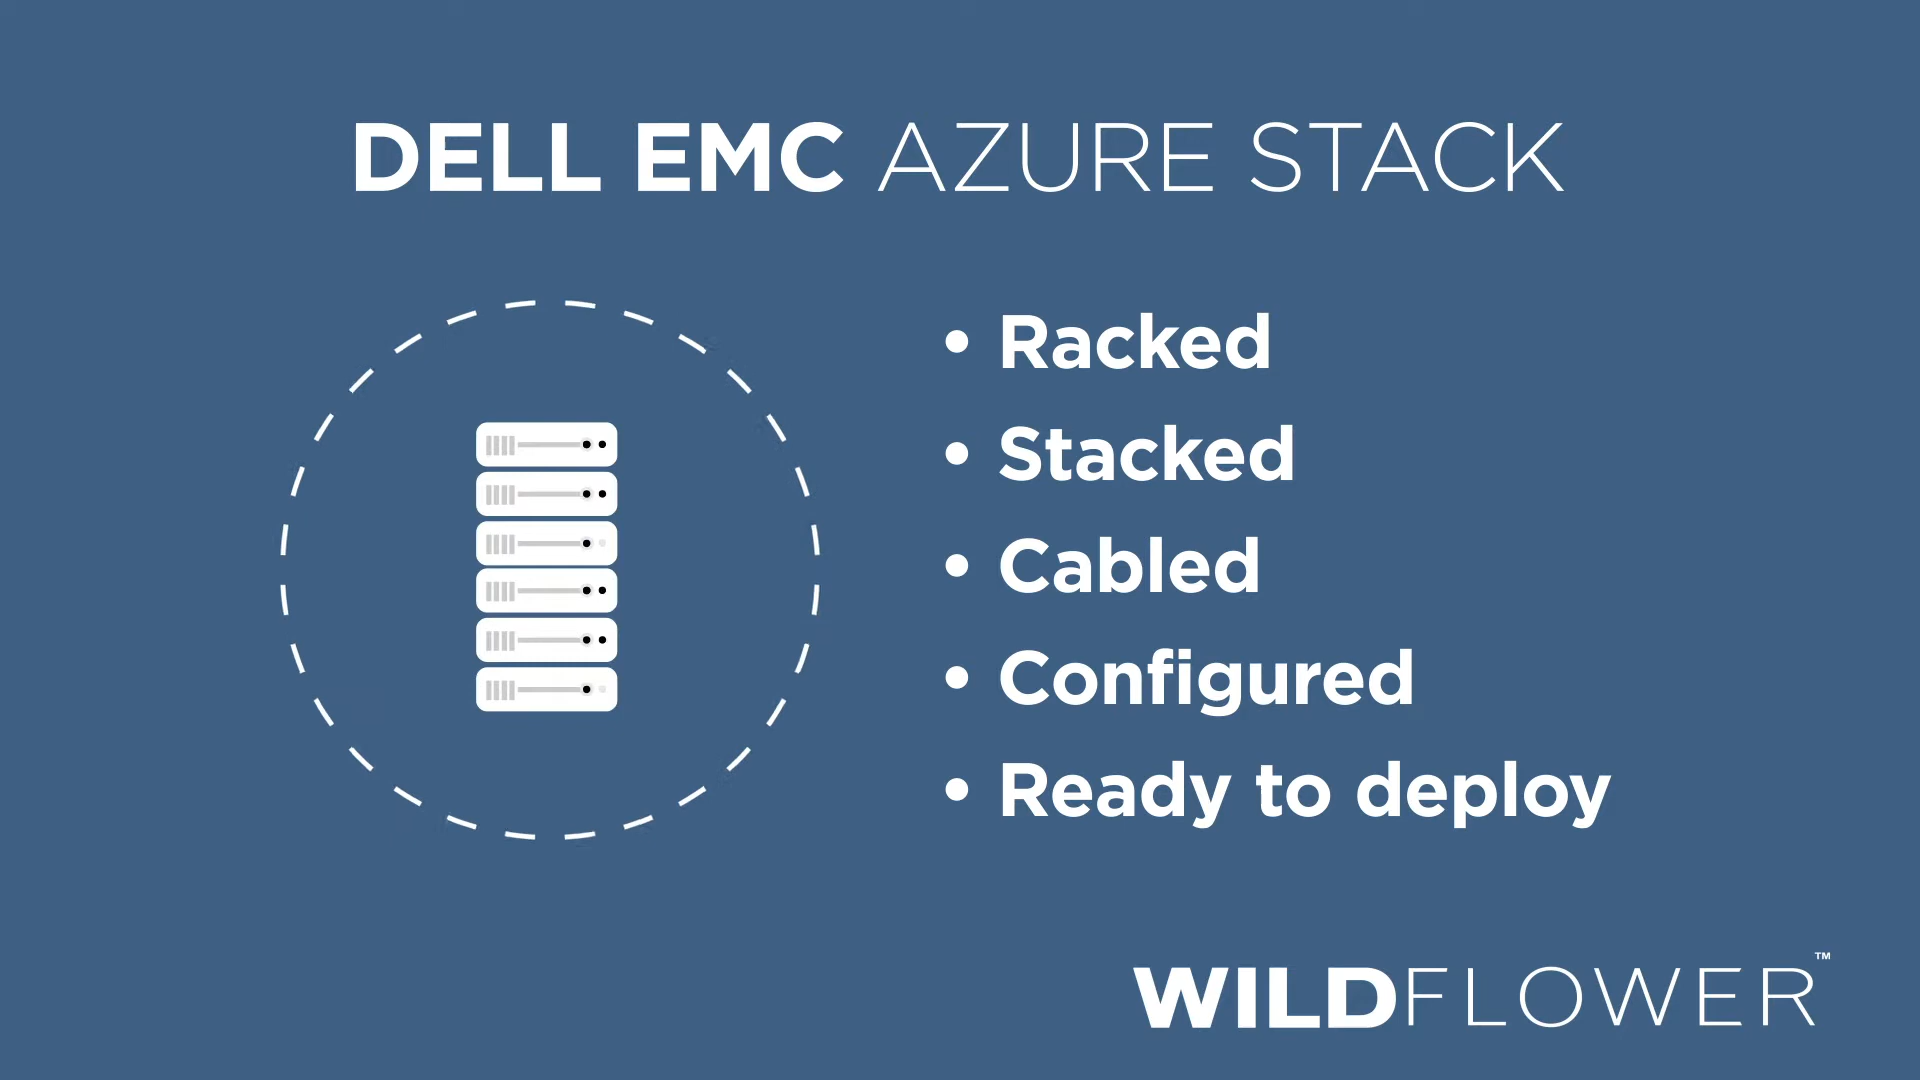 DELL EMC AZURE STACK
• Racked
• Stacked
• Cabled
• Configured
• Ready to deploy
WILDFLOWER™